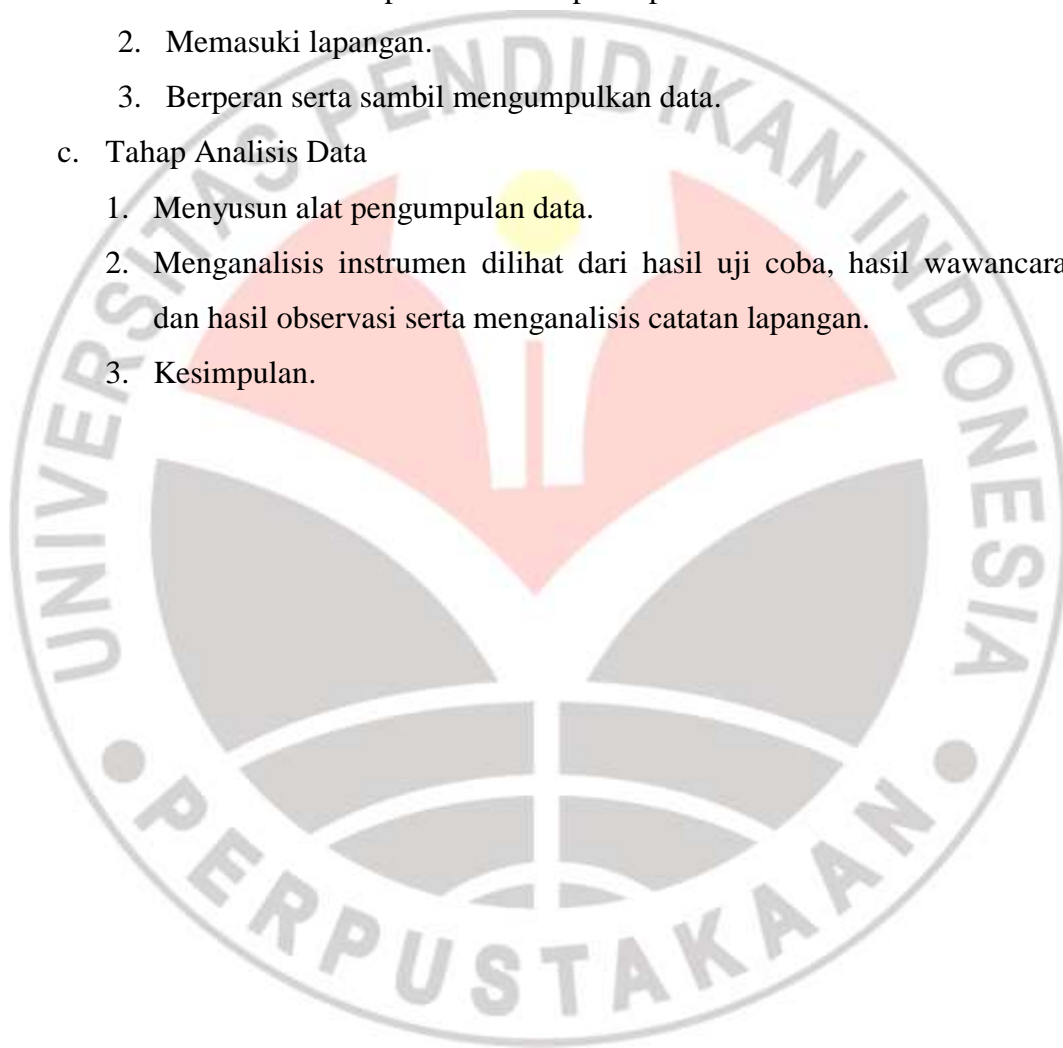 2. Memasuki lapangan.
3. Berperan serta sambil mengumpulkan data.
c. Tahap Analisis Data
1. Menyusun alat pengumpulan data.
2. Menganalisis instrumen dilihat dari hasil uji coba, hasil wawancara
dan hasil observasi serta menganalisis catatan lapangan.
3. Kesimpulan.
UNIVERSITAS PENDIDIKAN INDONESIA
PERPUSTAKAAN